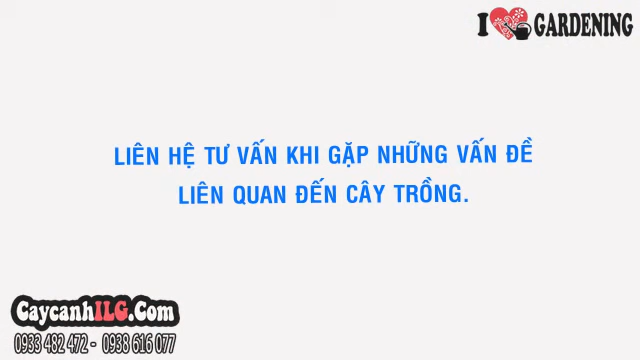 I GARDENING
LIÊN HỆ TƯ VẤN KHI GẶP NHỮNG VẤN ĐỀ
LIÊN QUAN ĐẾN CÂY TRỒNG.
CaycanhILG.Com
0933 482 472 - 0938 616 077